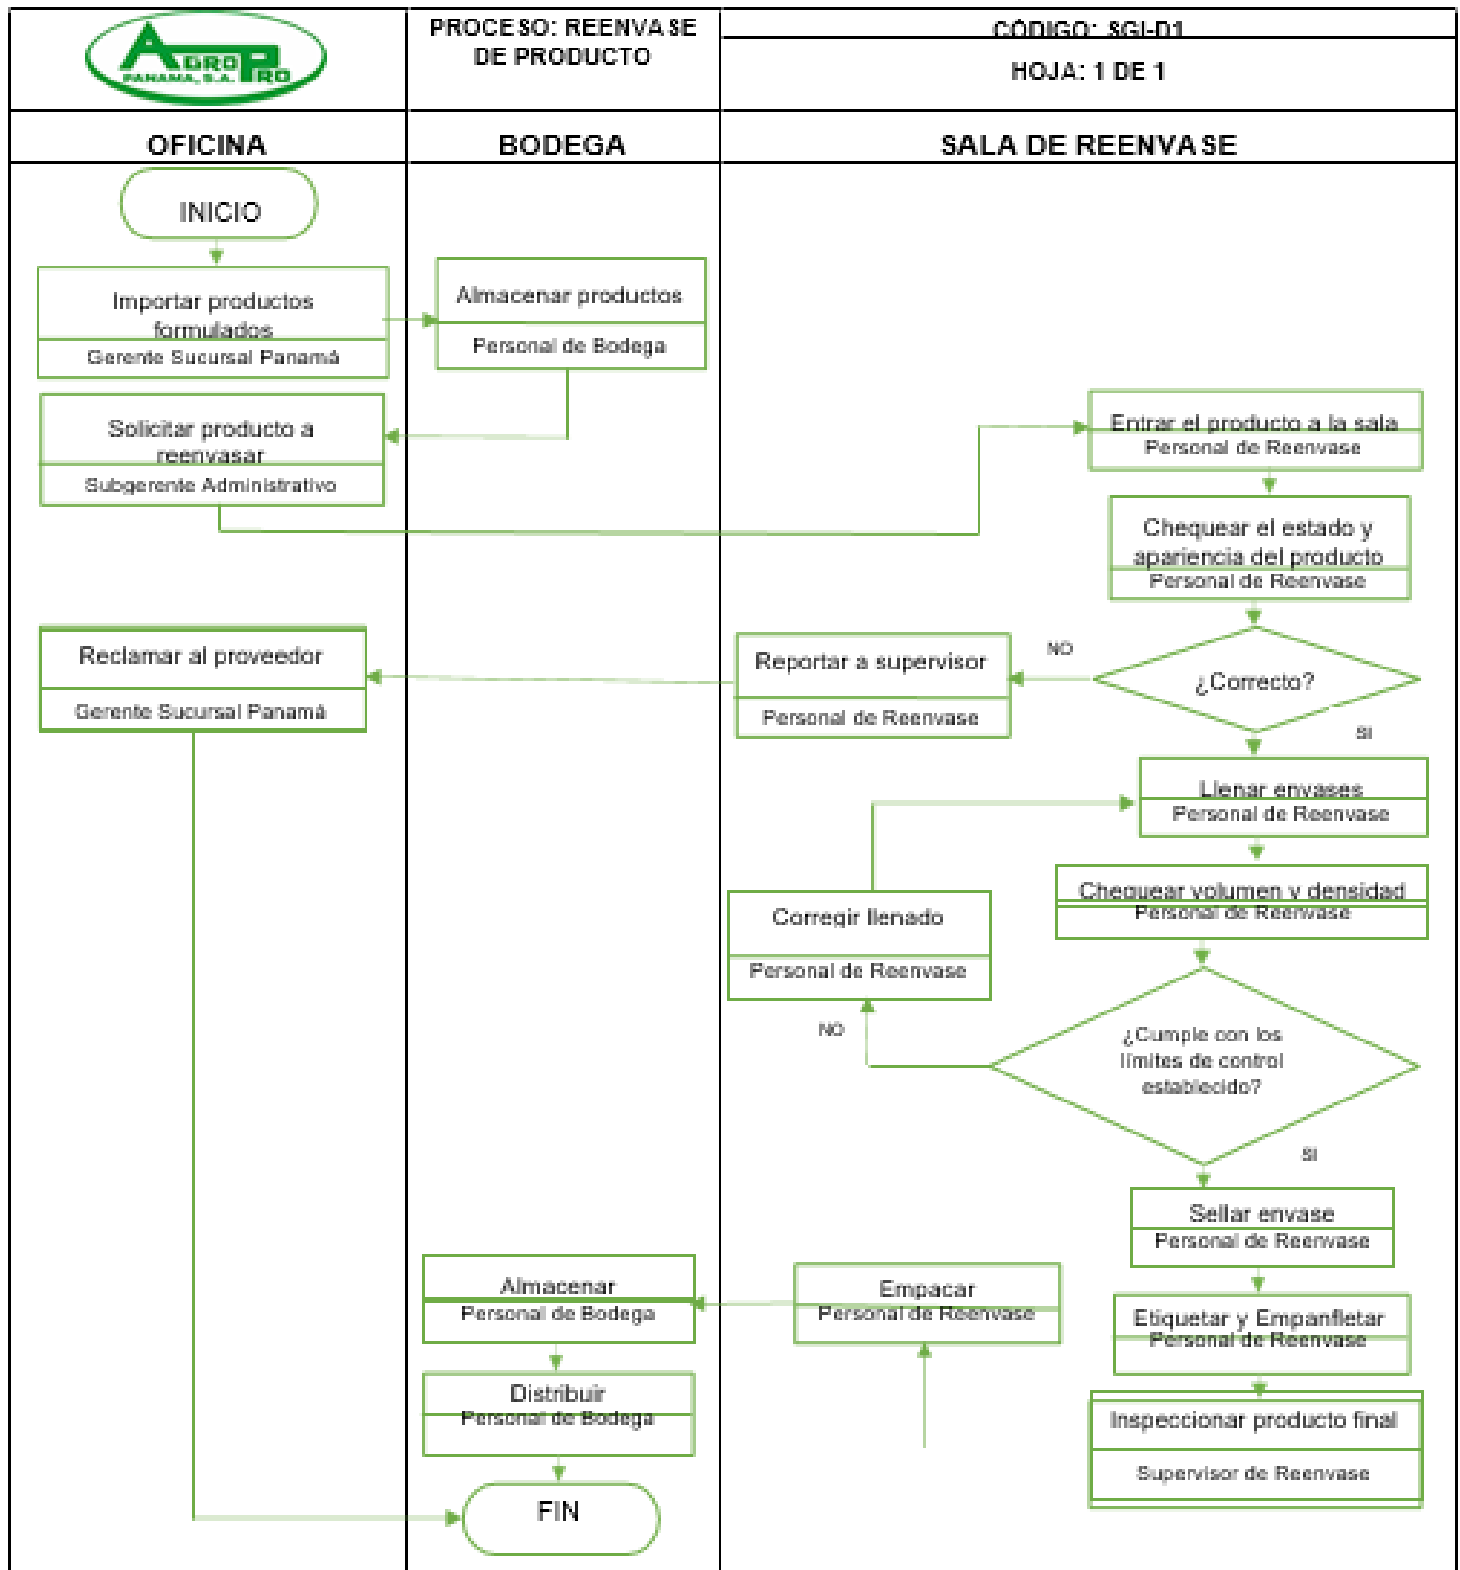 AGRO PRO
PANAMA, S.A.
PROCESO: REENVASE
DE PRODUCTO
CÓDIGO: SGI-D1
HOJA: 1 DE 1
OFICINA
BODEGA
SALA DE REENVASE
INICIO
Importar productos
formulados
Gerente Sucursal Panamá
Almacenar productos
Personal de Bodega
Solicitar producto a
reenvasar
Subgerente Administrativo
Entrar el producto a la sala
Personal de Reenvase
Chequear el estado y
apariencia del producto
Personal de Reenvase
¿Correcto?
NO
SI
Reportar a supervisor
Personal de Reenvase
Reclamar al proveedor
Gerente Sucursal Panamá
Llenar envases
Personal de Reenvase
Chequear volumen y densidad
Personal de Reenvase
Corregir llenado
Personal de Reenvase
NO
¿Cumple con los
límites de control
establecido?
SI
Sellar envase
Personal de Reenvase
Etiquetar y Empanfletar
Personal de Reenvase
Inspeccionar producto final
Supervisor de Reenvase
Empacar
Personal de Reenvase
Almacenar
Personal de Bodega
Distribuir
Personal de Bodega
FIN